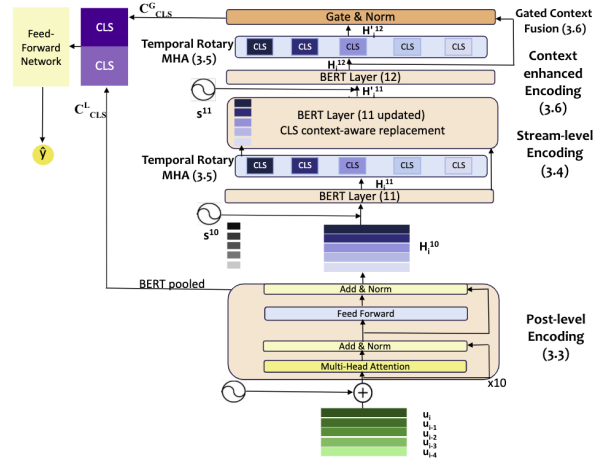 C^G_CLS
Gate & Norm
Gated Context
Fusion (3.6)
Feed-
Forward
Network
CLS
CLS
H'_i^12
Temporal Rotary
MHA (3.5)
CLS CLS CLS CLS CLS
H_i^12
BERT Layer (12)
Context
enhanced
Encoding
(3.6)
C^L_CLS
s^11
H'_i^11
BERT Layer (11 updated)
CLS context-aware replacement
ŷ
Stream-level
Encoding
(3.4)
Temporal Rotary
MHA (3.5)
CLS CLS CLS CLS CLS
H_i^11
BERT Layer (11)
s^10
H_i^10
BERT pooled
Add & Norm
Feed Forward
Add & Norm
Multi-Head Attention
x10
Post-level
Encoding
(3.3)
u_i
u_i-1
u_i-2
u_i-3
u_i-4